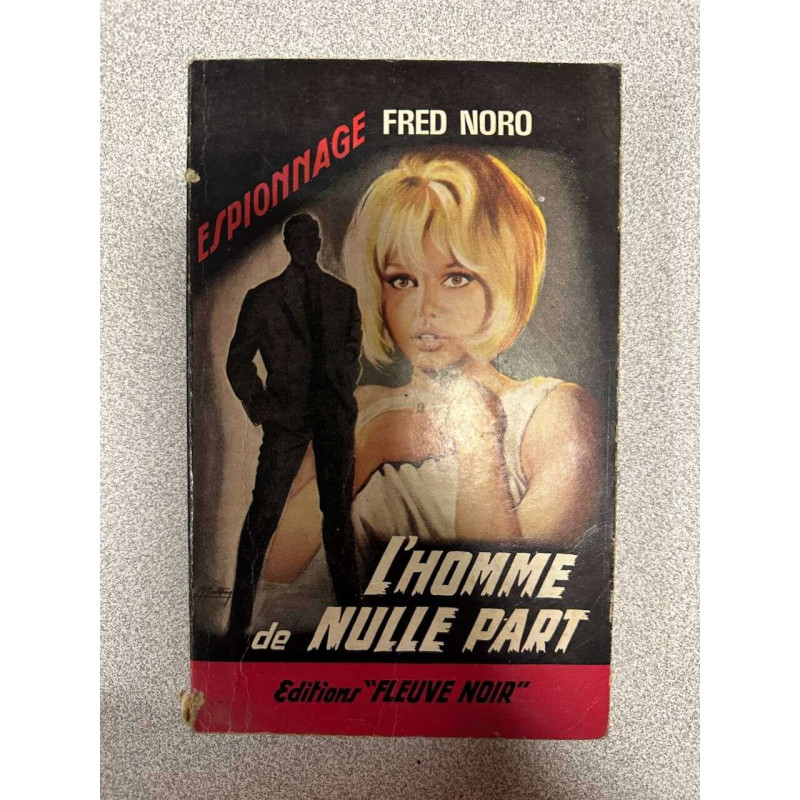 ESPIONNAGE
FRED NORO
L'HOMME
de NULLE PART
Editions "FLEUVE NOIR"